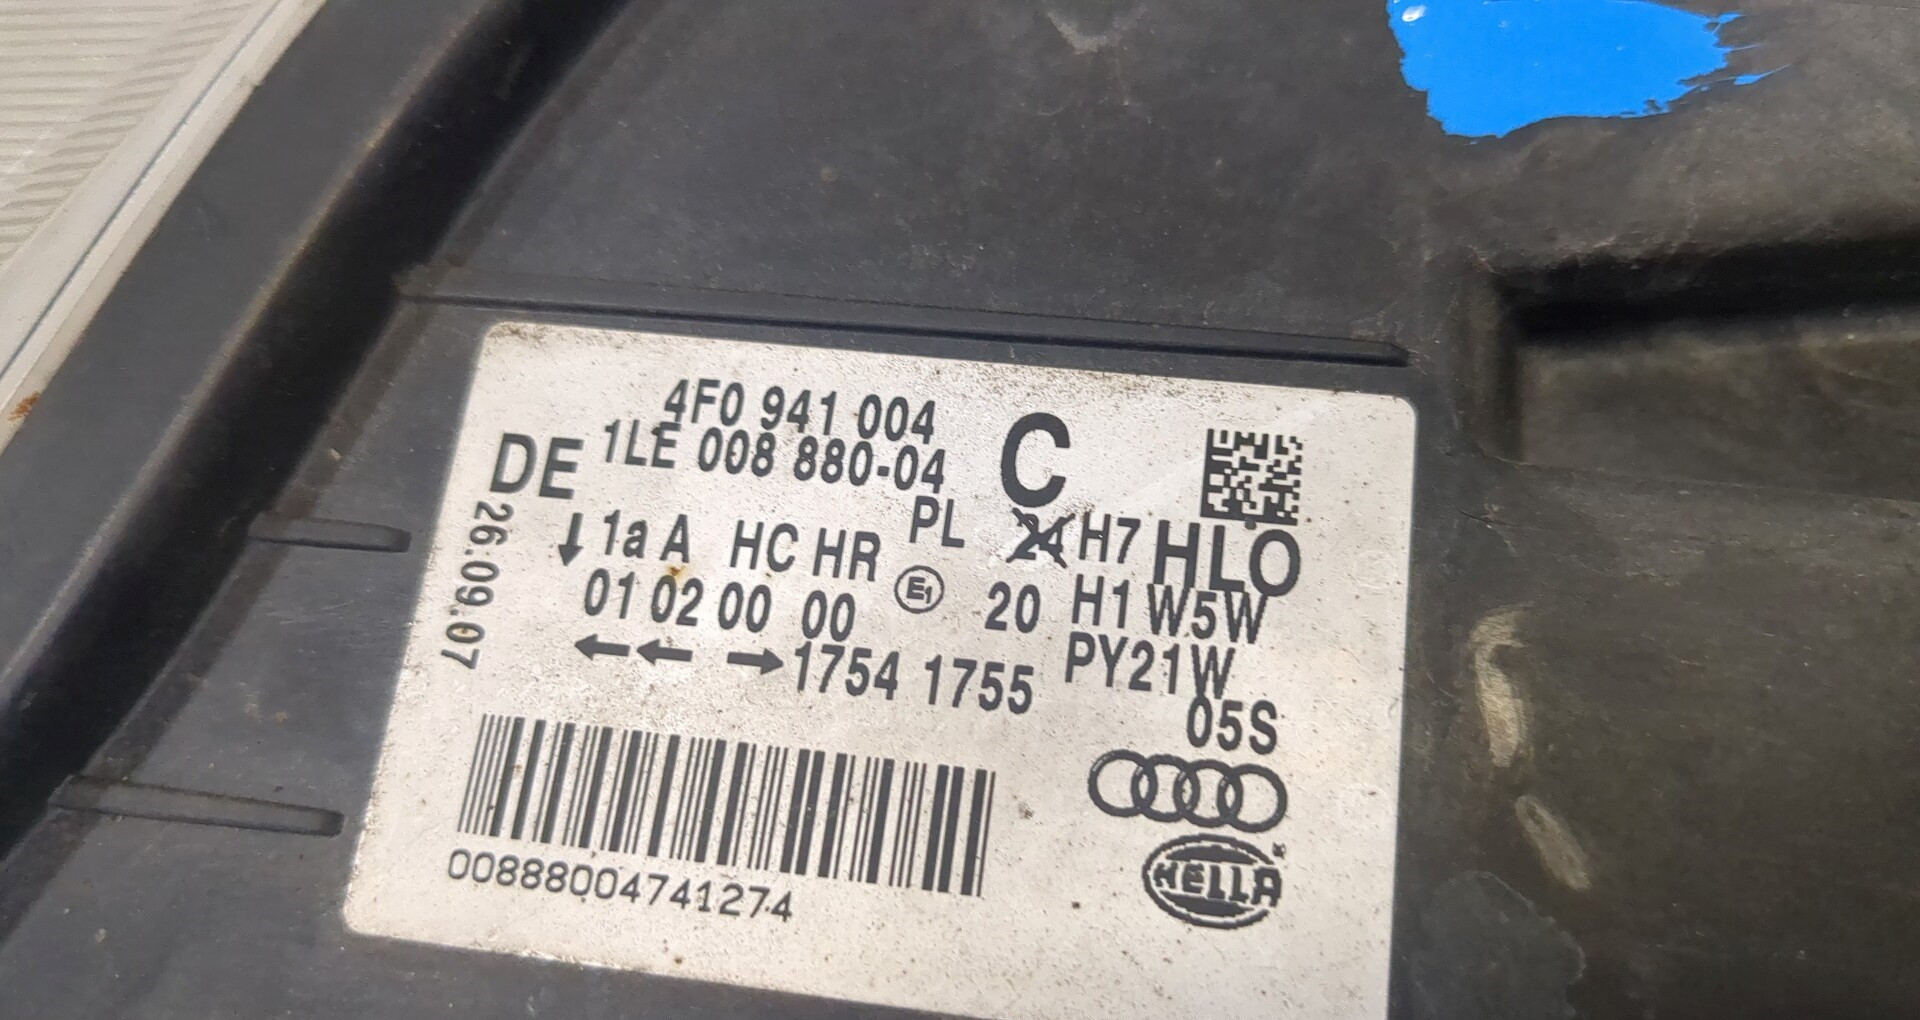 4F0 941 004 C
DE 1LE 008 880-04
PL 24 H7 HLO
1a A HC HR E1 20 H1 W5W
01 02 00 00 PY21W
1754 1755
05S
26.09.07
00888004741274
HELLA